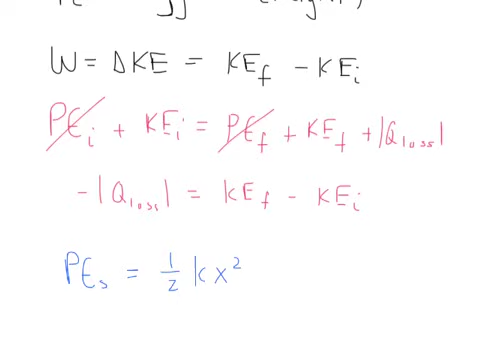 W = ΔKE = KE_f - KE_i
PE_i + KE_i = PE_f + KE_f + |Q_loss|
-|Q_loss| = KE_f - KE_i
PE_s = 1/2 kx²